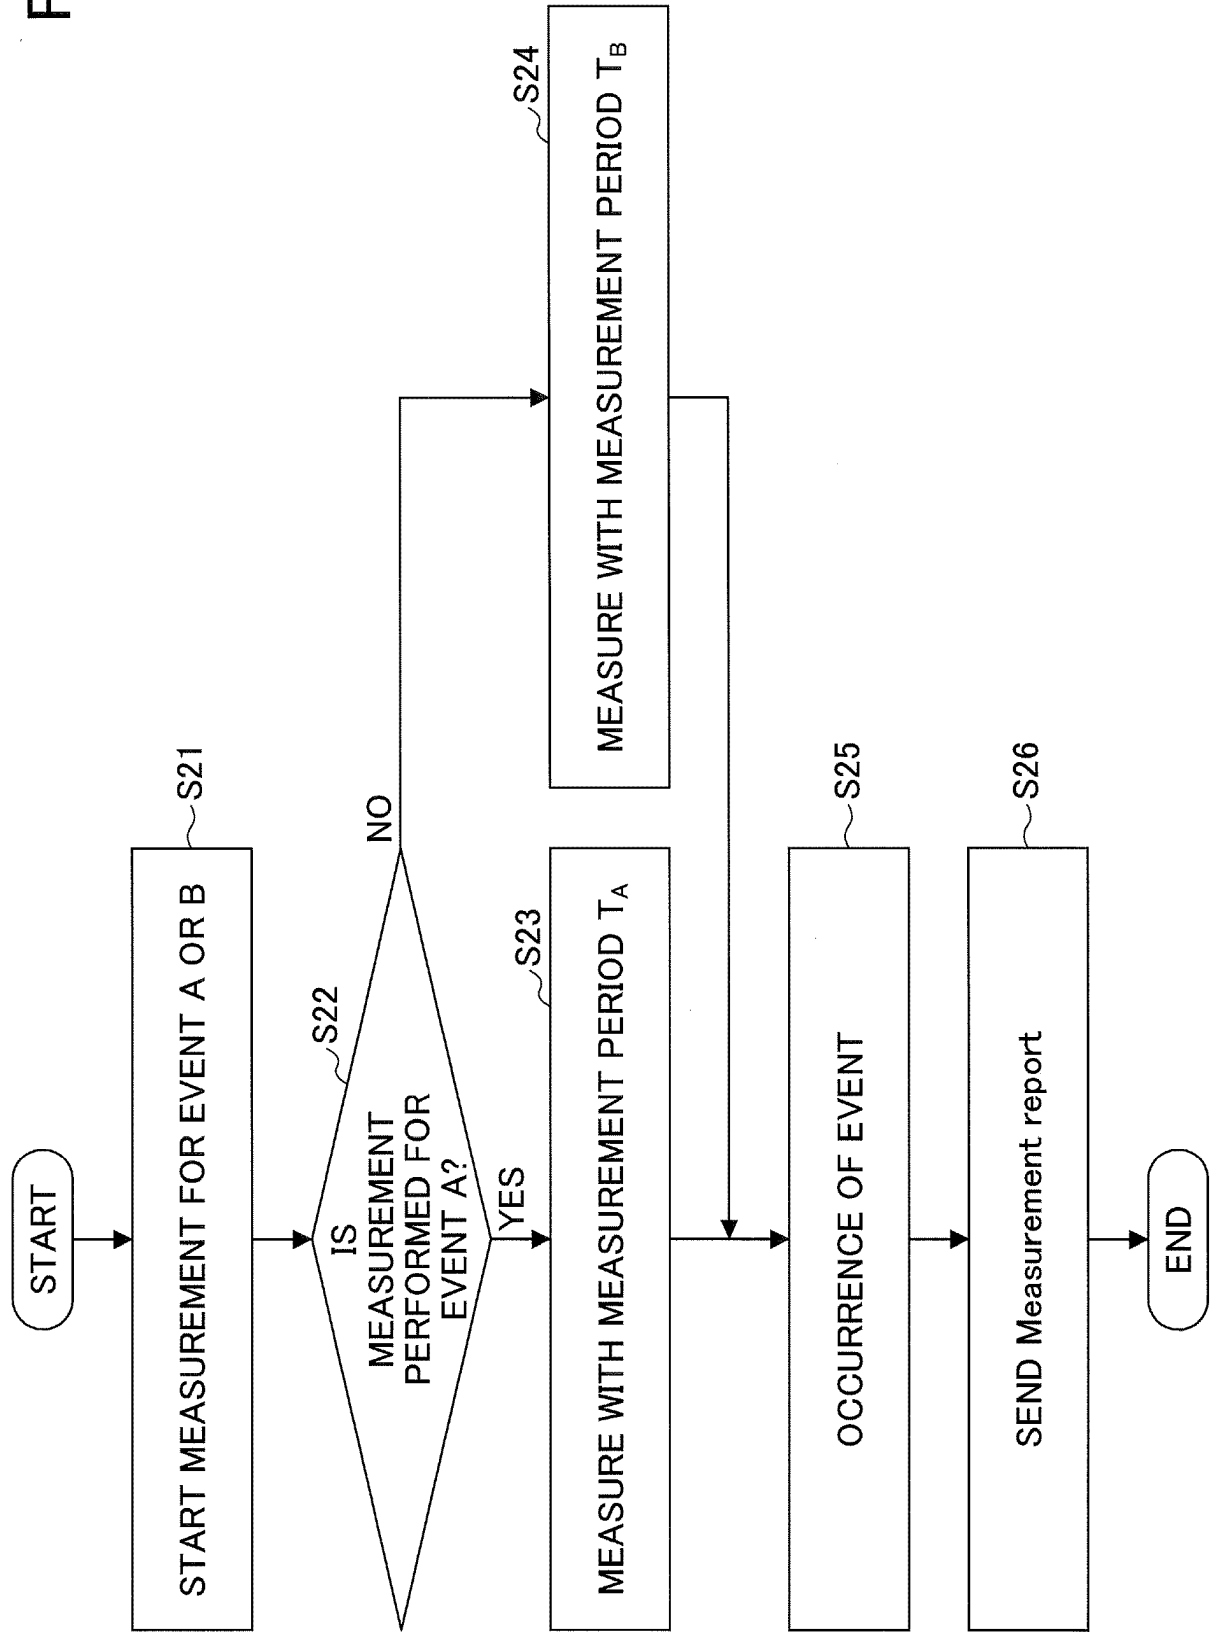 F
START
START MEASUREMENT FOR EVENT A OR B
S21
S22
IS
MEASUREMENT
PERFORMED FOR
EVENT A?
NO
YES
S23
MEASURE WITH MEASUREMENT PERIOD TA
S24
MEASURE WITH MEASUREMENT PERIOD TB
OCCURRENCE OF EVENT
S25
SEND Measurement report
S26
END